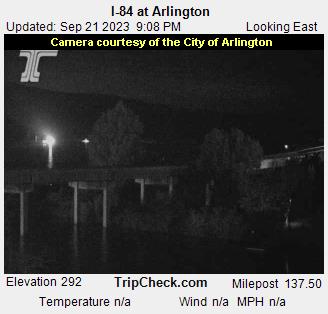 I-84 at Arlington
Updated: Sep 21 2023 9:08 PM Looking East
Camera courtesy of the City of Arlington
Elevation 292 TripCheck.com Milepost 137.50
Temperature n/a Wind n/a MPH n/a